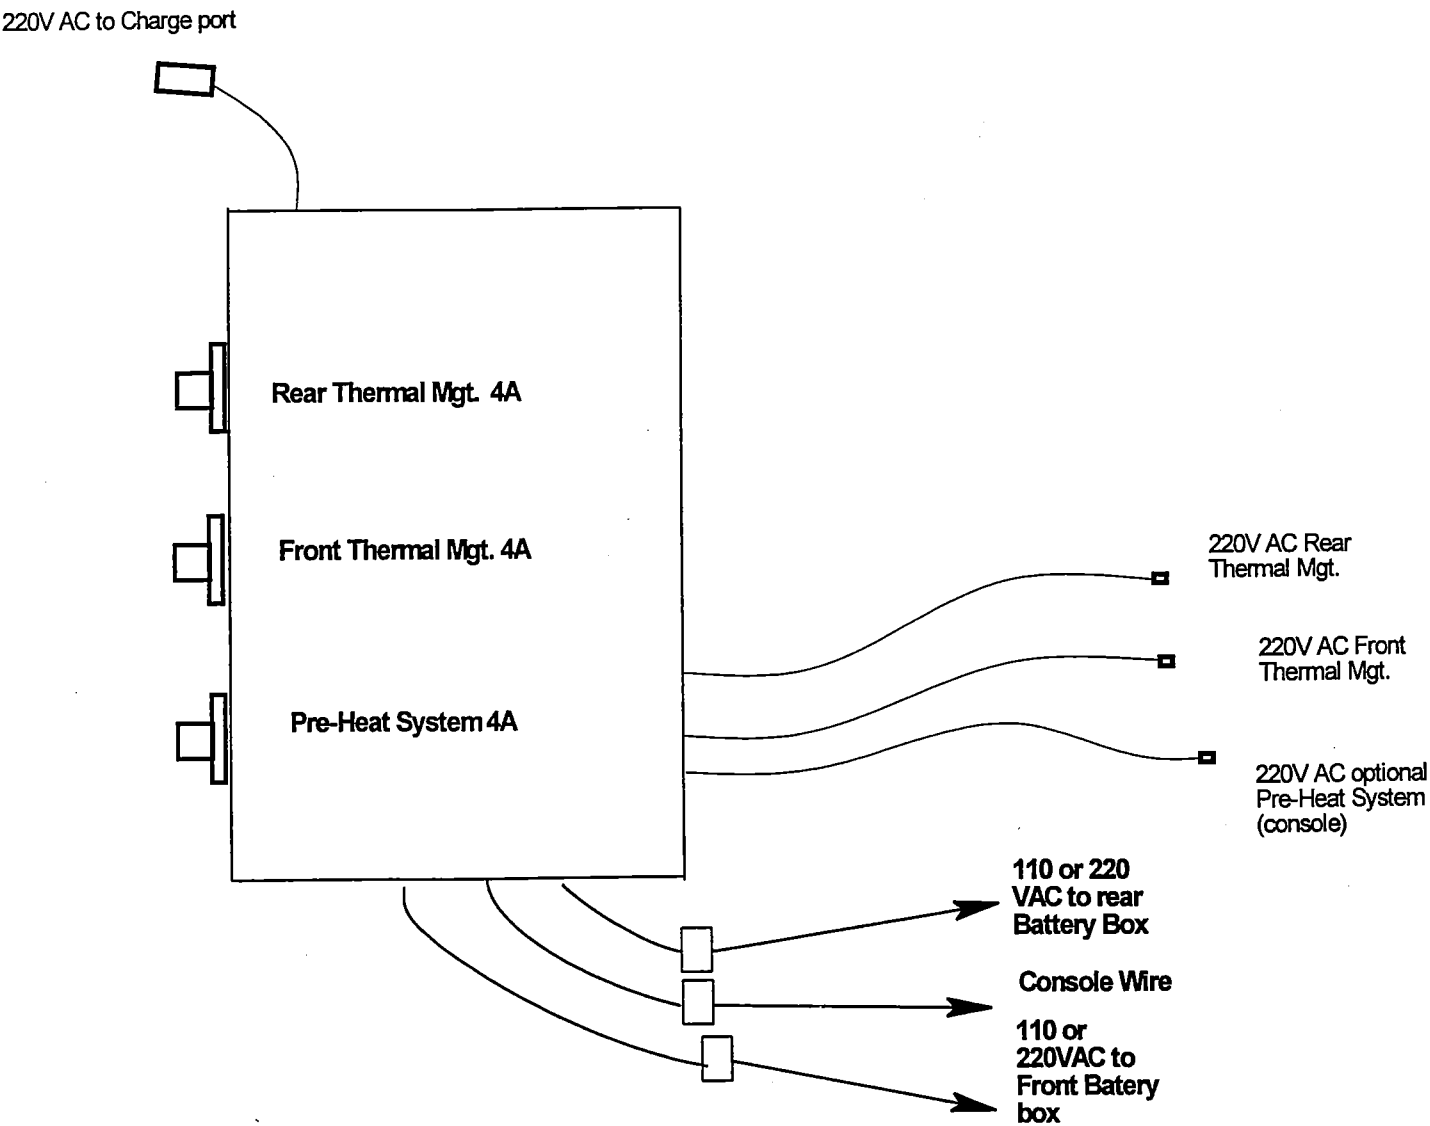 220V AC to Charge port
Rear Thermal Mgt. 4A
Front Thermal Mgt. 4A
220V AC Rear
Thermal Mgt.
220V AC Front
Thermal Mgt.
Pre-Heat System 4A
220V AC optional
Pre-Heat System
(console)
110 or 220
VAC to rear
Battery Box
Console Wire
110 or
220VAC to
Front Batery
box